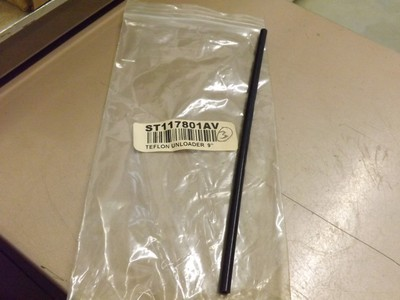 ST117801AV
3
TEFLON UNLOADER 9"